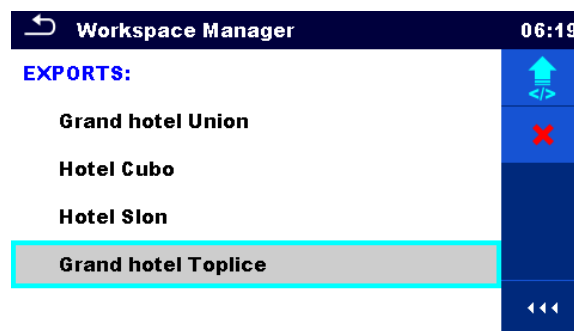 Workspace Manager 06:19
EXPORTS:
</>
Grand hotel Union
Hotel Cubo
Hotel Slon
Grand hotel Toplice